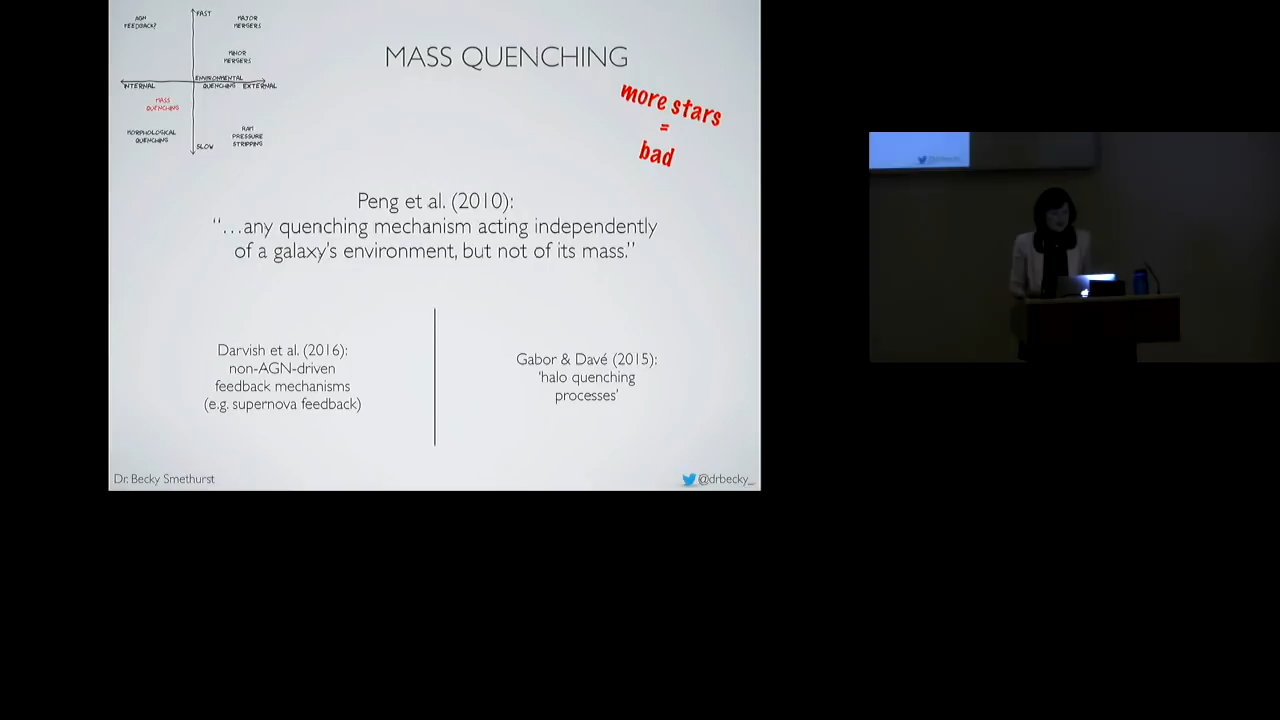 AGN
FEEDBACK?
FAST
MAJOR
MERGERS
MINOR
MERGERS
ENVIRONMENTAL
QUENCHING
INTERNAL
EXTERNAL
MASS
QUENCHING
MORPHOLOGICAL
QUENCHING
RAM
PRESSURE
STRIPPING
SLOW
MASS QUENCHING
more stars
=
bad
Peng et al. (2010):
“…any quenching mechanism acting independently
of a galaxy’s environment, but not of its mass.”
Darvish et al. (2016):
non-AGN-driven
feedback mechanisms
(e.g. supernova feedback)
Gabor & Davé (2015):
‘halo quenching
processes’
Dr. Becky Smethurst
@drbecky_